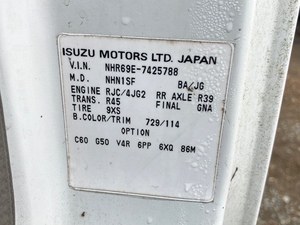 ISUZU MOTORS LTD. JAPAN
V.I.N. NHR69E-7425788
M.D. NHN1SF BA/JG
ENGINE RJC/4JG2 RR AXLE R39
TRANS. R45 FINAL GNA
TIRE 9XS
B.COLOR/TRIM 729/114
OPTION
C60 G50 V4R 6PP 6XQ 86M